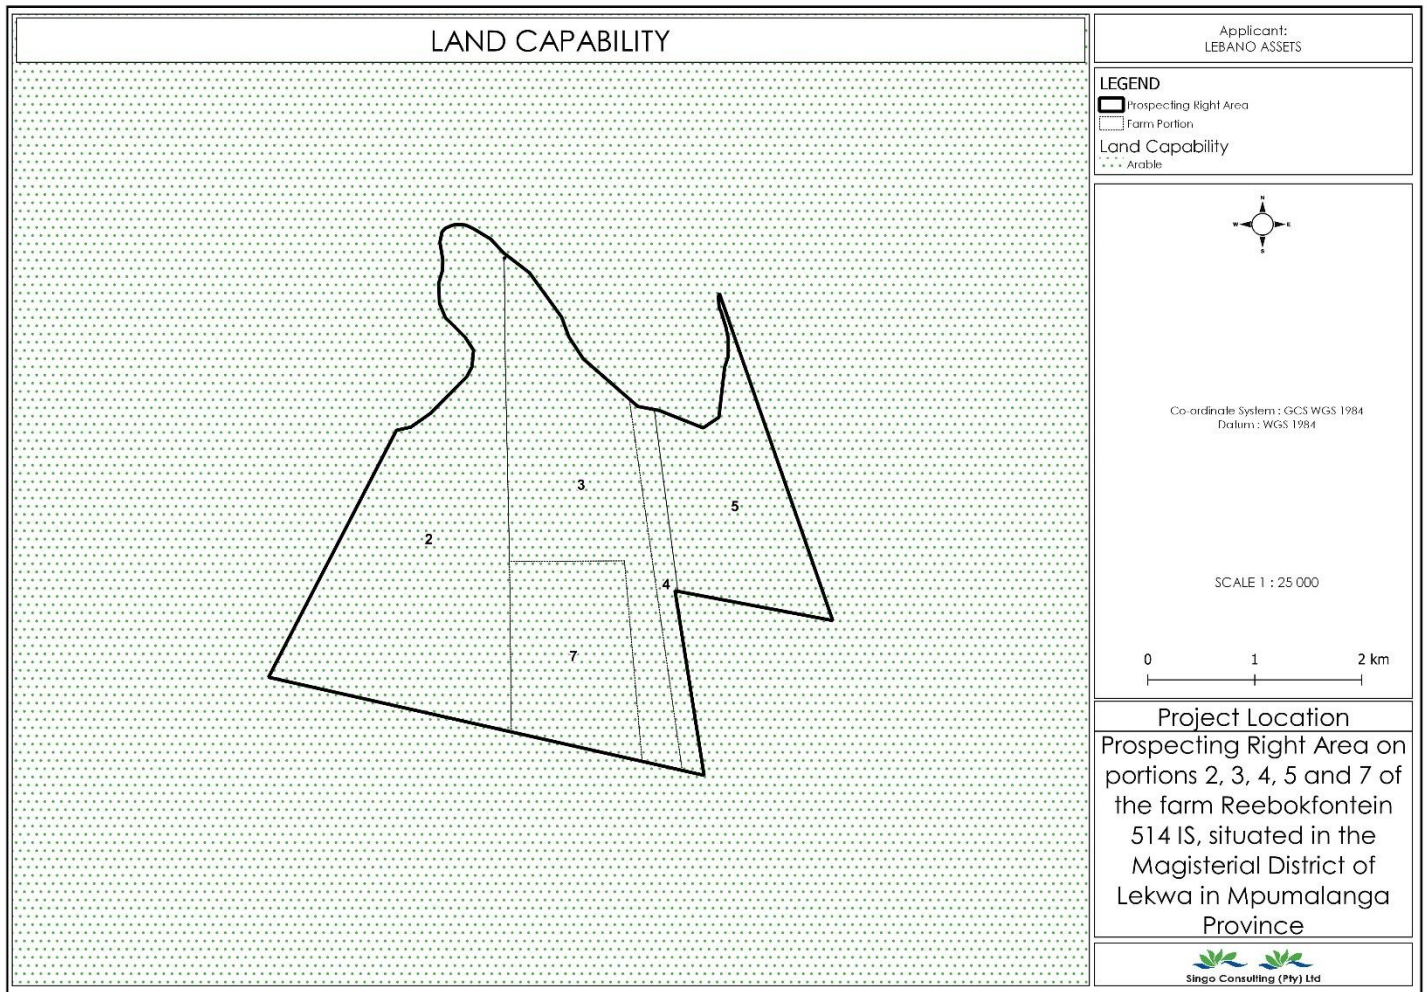 LAND CAPABILITY
Applicant:
LEBANO ASSETS
LEGEND
Prospecting Right Area
Farm Portion
Land Capability
Arable
N
W
E
S
Co-ordinate System : GCS WGS 1984
Datum : WGS 1984
SCALE 1 : 25 000
0 1 2 km
Project Location
Prospecting Right Area on
portions 2, 3, 4, 5 and 7 of
the farm Reebokfontein
514 IS, situated in the
Magisterial District of
Lekwa in Mpumalanga
Province
Singo Consulting (Pty) Ltd
3
5
2
4
7